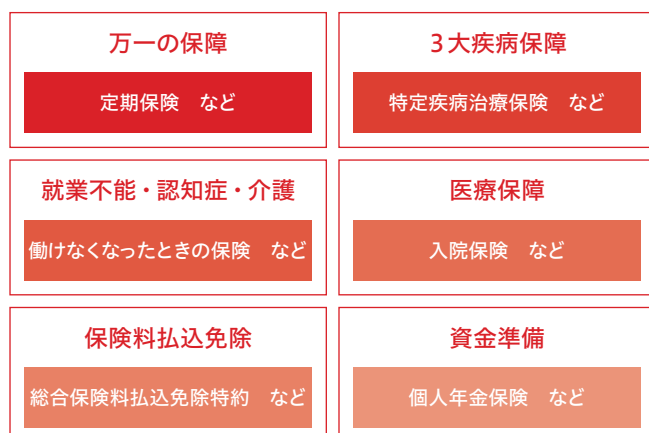 万一の保障
定期保険　など
3大疾病保障
特定疾病治療保険　など
就業不能・認知症・介護
働けなくなったときの保険　など
医療保障
入院保険　など
保険料払込免除
総合保険料払込免除特約　など
資金準備
個人年金保険　など